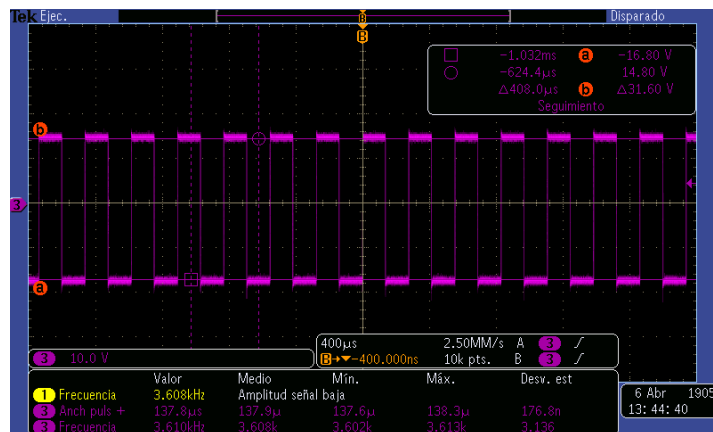 Tek Ejec. Disparado
B
B
-1.032ms a -16.80 V
-624.4µs 14.80 V
Δ408.0µs b Δ31.60 V
Seguimiento
b
3
a
400µs 2.50MM/s A 3
3 10.0 V B→▼-400.000ns 10k pts. B 3
Valor Medio Mín. Máx. Desv. est
1 Frecuencia 3.608kHz Amplitud señal baja
3 Anch puls + 137.8µs 137.9µ 137.6µ 138.3µ 176.8n
3 Frecuencia 3.610kHz 3.608k 3.602k 3.613k 3.136
6 Abr 1905
13:44:40